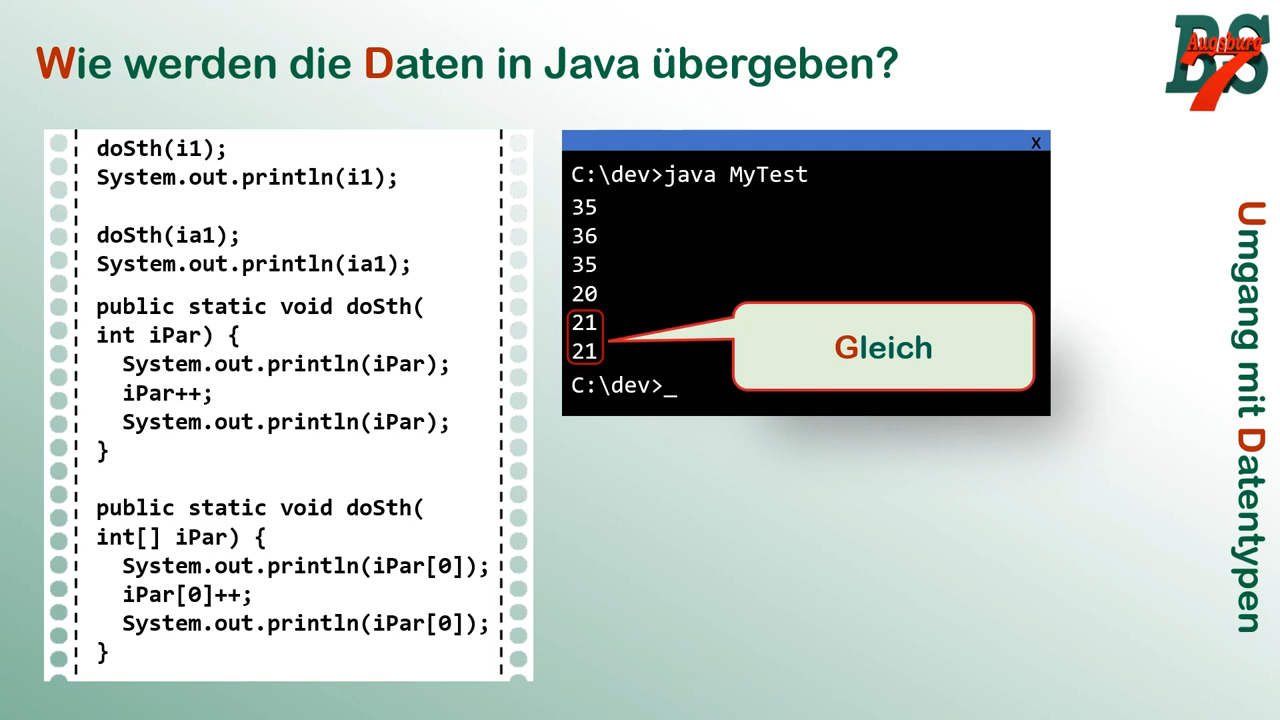 Wie werden die Daten in Java übergeben?
BS
Augsburg
7
doSth(i1);
System.out.println(i1);
doSth(ia1);
System.out.println(ia1);
public static void doSth(
int iPar) {
System.out.println(iPar);
iPar++;
System.out.println(iPar);
}
public static void doSth(
int[] iPar) {
System.out.println(iPar[0]);
iPar[0]++;
System.out.println(iPar[0]);
}
X
C:\dev>java MyTest
35
36
35
20
21
21
C:\dev>_
Gleich
Umgang mit Datentypen